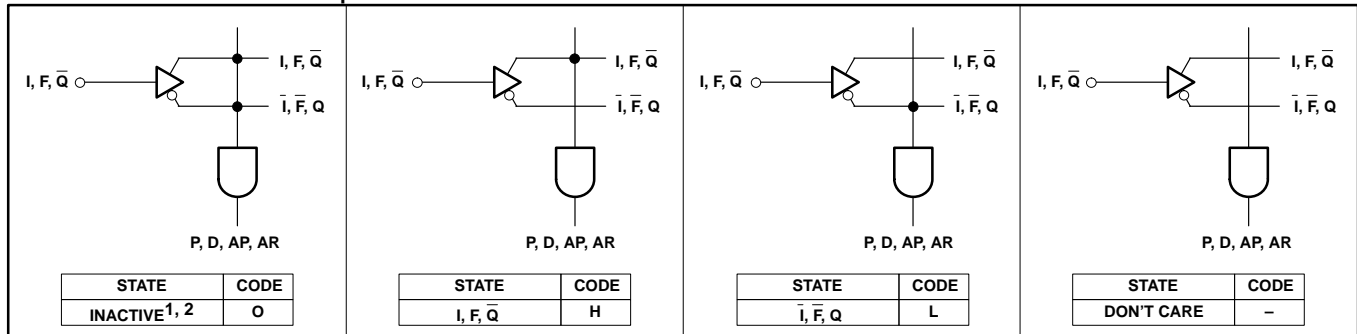 I, F, Q̅
I, F, Q̅
I̅, F̅, Q
P, D, AP, AR
STATE CODE
INACTIVE1, 2 O
I, F, Q̅
I, F, Q̅
I̅, F̅, Q
P, D, AP, AR
STATE CODE
I, F, Q̅ H
I, F, Q̅
I, F, Q̅
I̅, F̅, Q
P, D, AP, AR
STATE CODE
I̅, F̅, Q L
I, F, Q̅
I, F, Q̅
I̅, F̅, Q
P, D, AP, AR
STATE CODE
DON'T CARE –